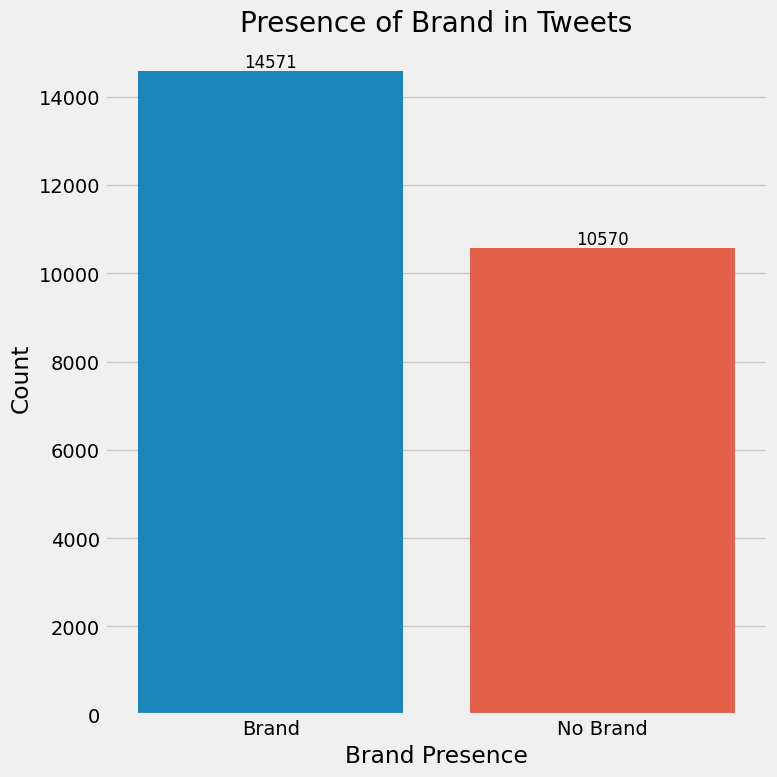 Presence of Brand in Tweets
14571
14000
12000
10570
10000
8000
Count
6000
4000
2000
0
Brand
No Brand
Brand Presence